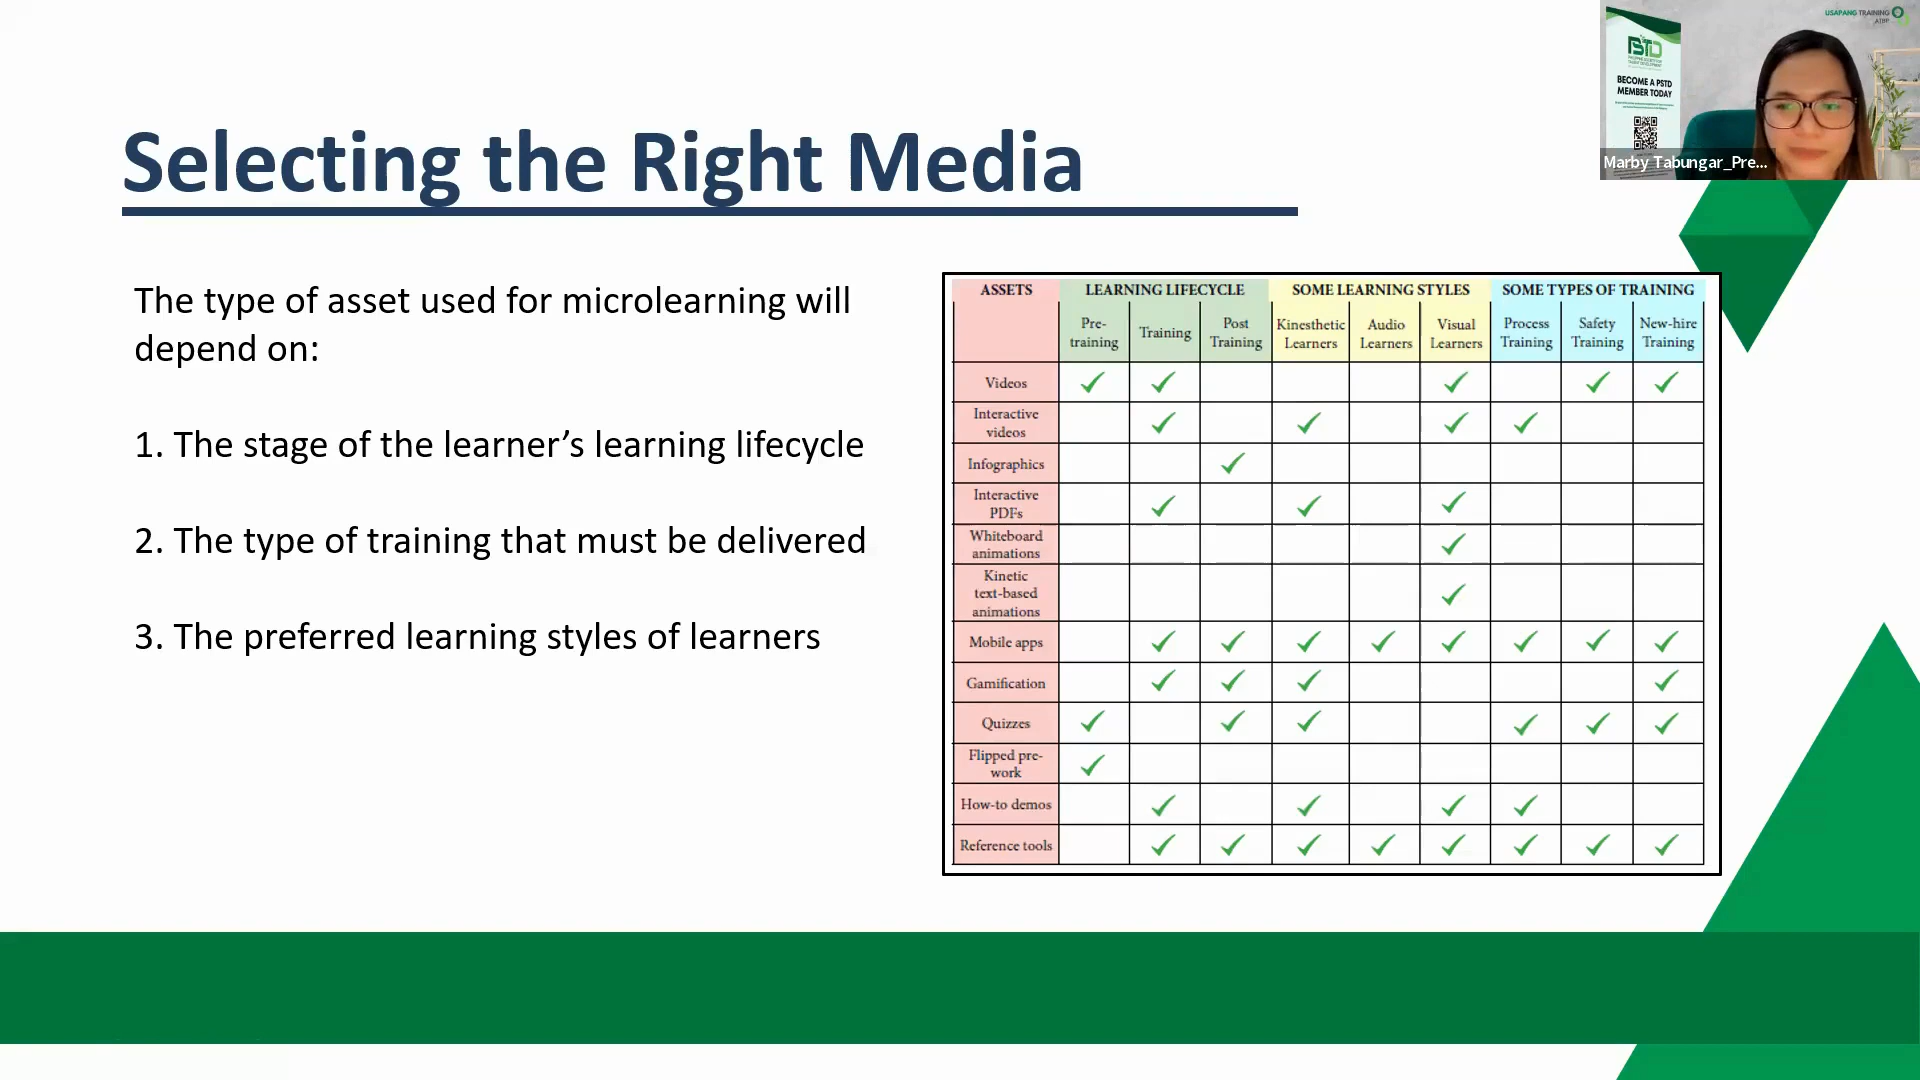 USAPANG TRAINING
ATBP
BECOME A PSTD
MEMBER TODAY
Marby Tabungar_Pre...
Selecting the Right Media
The type of asset used for microlearning will
depend on:
1. The stage of the learner’s learning lifecycle
2. The type of training that must be delivered
3. The preferred learning styles of learners
ASSETS LEARNING LIFECYCLE SOME LEARNING STYLES SOME TYPES OF TRAINING
Pre-
training
Training
Post
Training
Kinesthetic
Learners
Audio
Learners
Visual
Learners
Process
Training
Safety
Training
New-hire
Training
Videos ✓ ✓ ✓ ✓ ✓
Interactive
videos ✓ ✓ ✓ ✓
Infographics ✓
Interactive
PDFs ✓ ✓ ✓
Whiteboard
animations ✓
Kinetic
text-based
animations ✓
Mobile apps ✓ ✓ ✓ ✓ ✓ ✓ ✓ ✓
Gamification ✓ ✓ ✓ ✓
Quizzes ✓ ✓ ✓ ✓ ✓ ✓
Flipped pre-
work ✓
How-to demos ✓ ✓ ✓ ✓
Reference tools ✓ ✓ ✓ ✓ ✓ ✓ ✓ ✓